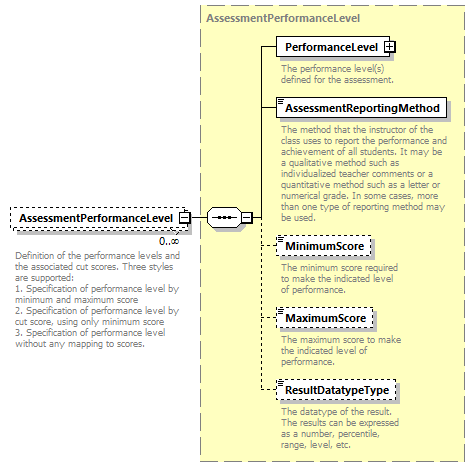 AssessmentPerformanceLevel
PerformanceLevel
The performance level(s)
defined for the assessment.
AssessmentReportingMethod
The method that the instructor of the
class uses to report the performance and
achievement of all students. It may be
a qualitative method such as
individualized teacher comments or a
quantitative method such as a letter or
numerical grade. In some cases, more
than one type of reporting method may
be used.
AssessmentPerformanceLevel
0..∞
Definition of the performance levels and
the associated cut scores. Three styles
are supported:
1. Specification of performance level by
minimum and maximum score
2. Specification of performance level by
cut score, using only minimum score
3. Specification of performance level
without any mapping to scores.
MinimumScore
The minimum score required
to make the indicated level
of performance.
MaximumScore
The maximum score to make
the indicated level of
performance.
ResultDatatypeType
The datatype of the result.
The results can be expressed
as a number, percentile,
range, level, etc.